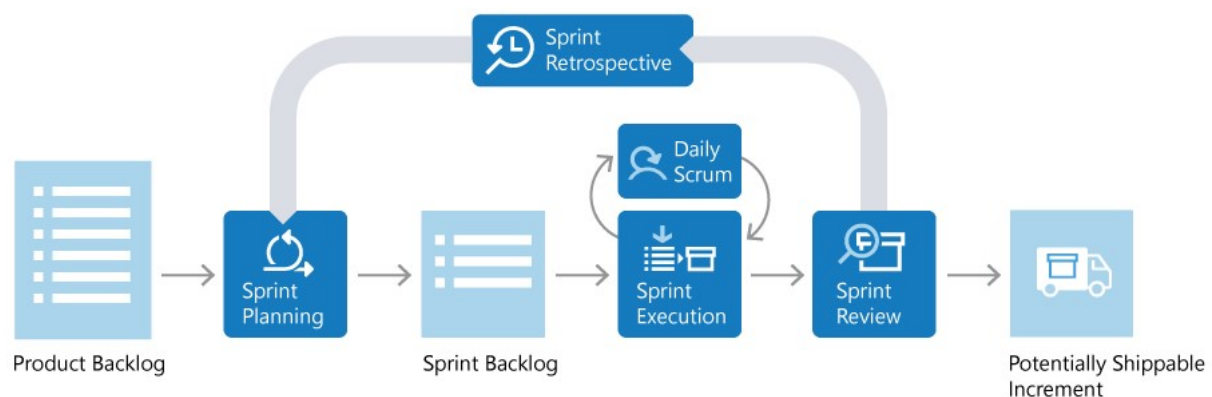 Sprint
Retrospective
Daily
Scrum
Sprint
Planning
Sprint
Execution
Sprint
Review
Product Backlog
Sprint Backlog
Potentially Shippable
Increment